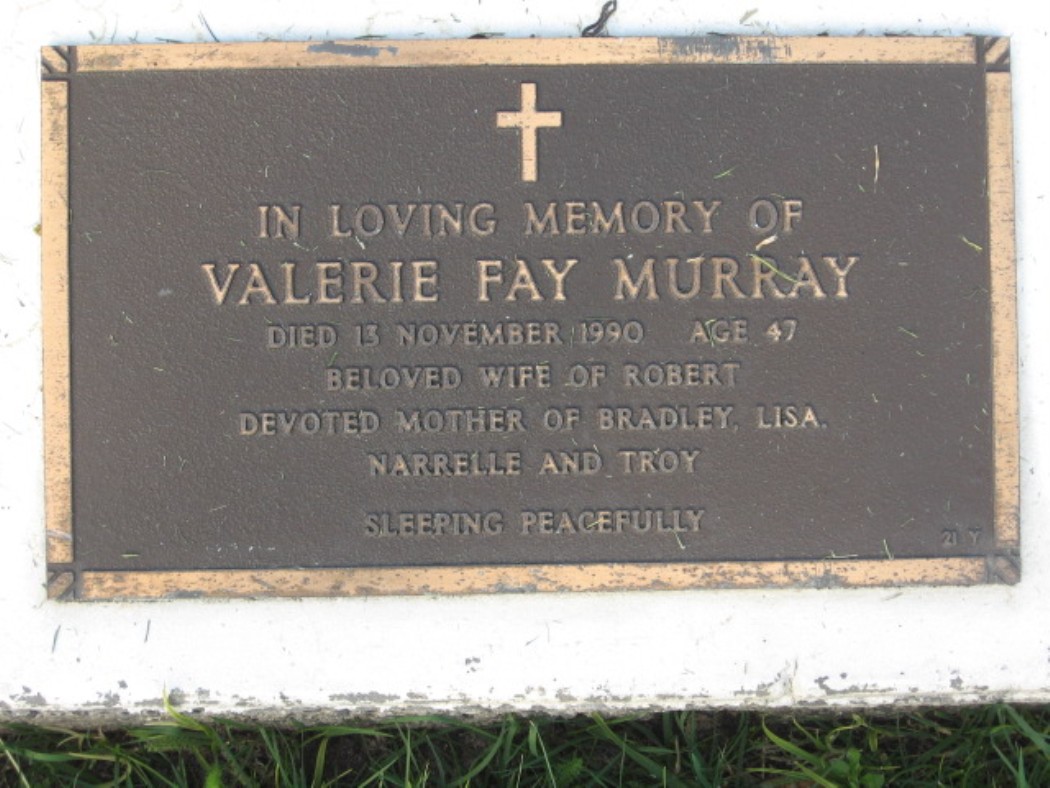 IN LOVING MEMORY OF
VALERIE FAY MURRAY
DIED 13 NOVEMBER 1990 AGE 47
BELOVED WIFE OF ROBERT
DEVOTED MOTHER OF BRADLEY, LISA,
NARRELLE AND TROY
SLEEPING PEACEFULLY
21 Y